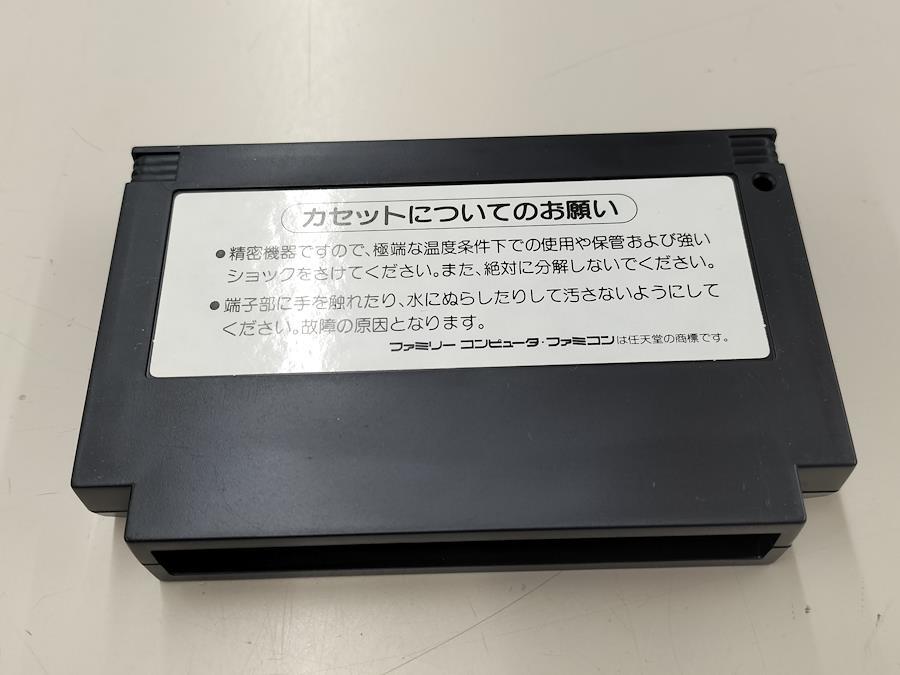 カセットについてのお願い
●精密機器ですので、極端な温度条件下での使用や保管および強い
ショックをさけてください。また、絶対に分解しないでください。
●端子部に手を触れたり、水にぬらしたりして汚さないようにして
ください。故障の原因となります。
ファミリー コンピュータ・ファミコンは任天堂の商標です。